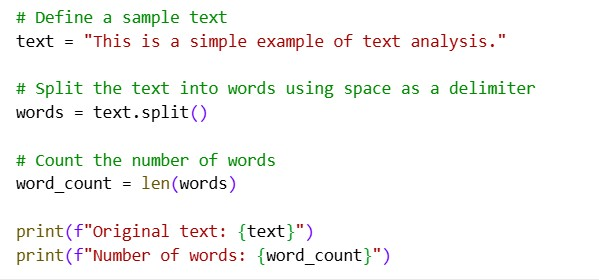 # Define a sample text
text = "This is a simple example of text analysis."
# Split the text into words using space as a delimiter
words = text.split()
# Count the number of words
word_count = len(words)
print(f"Original text: {text}")
print(f"Number of words: {word_count}")